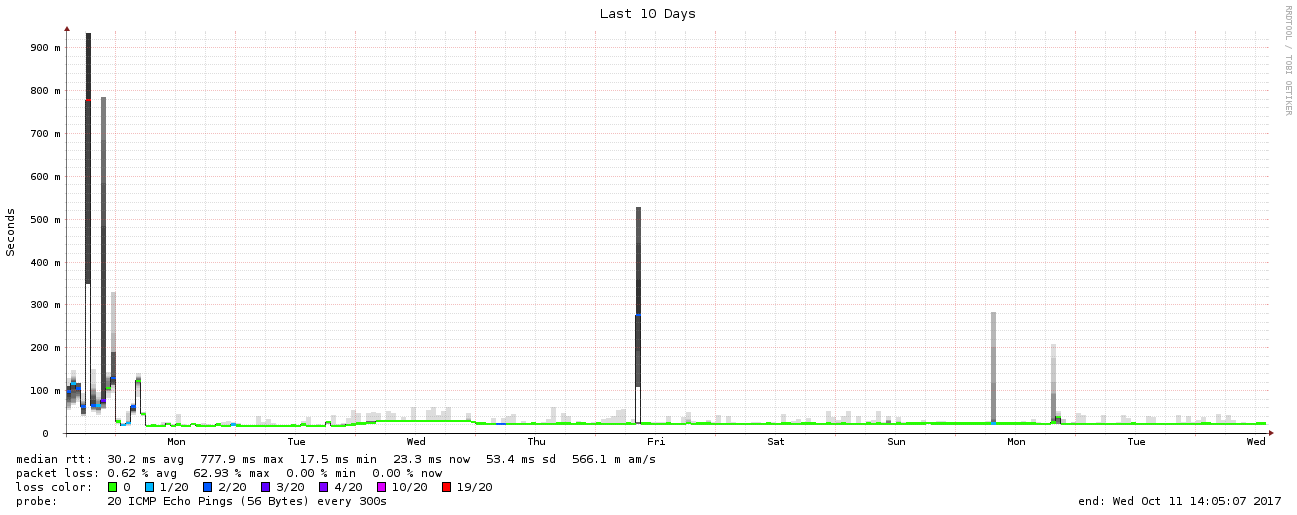 Last 10 Days
RRDTOOL / TOBI OETIKER
Seconds
900 m
800 m
700 m
600 m
500 m
400 m
300 m
200 m
100 m
0
Mon Tue Wed Thu Fri Sat Sun Mon Tue Wed
median rtt: 30.2 ms avg 777.9 ms max 17.5 ms min 23.3 ms now 53.4 ms sd 566.1 m am/s
packet loss: 0.62 % avg 62.93 % max 0.00 % min 0.00 % now
loss color: 0 1/20 2/20 3/20 4/20 10/20 19/20
probe: 20 ICMP Echo Pings (56 Bytes) every 300s end: Wed Oct 11 14:05:07 2017